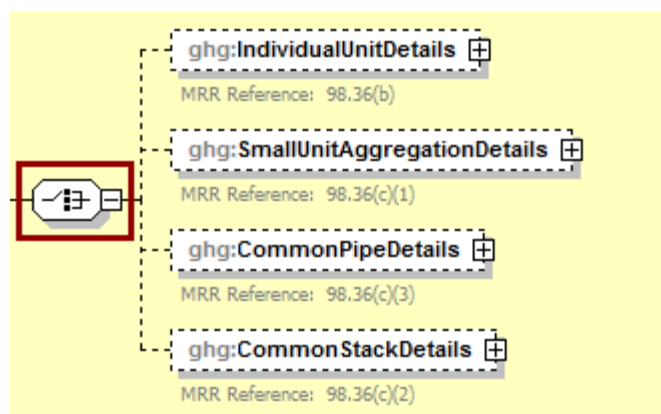 ghg:IndividualUnitDetails
MRR Reference: 98.36(b)
ghg:SmallUnitAggregationDetails
MRR Reference: 98.36(c)(1)
ghg:CommonPipeDetails
MRR Reference: 98.36(c)(3)
ghg:CommonStackDetails
MRR Reference: 98.36(c)(2)